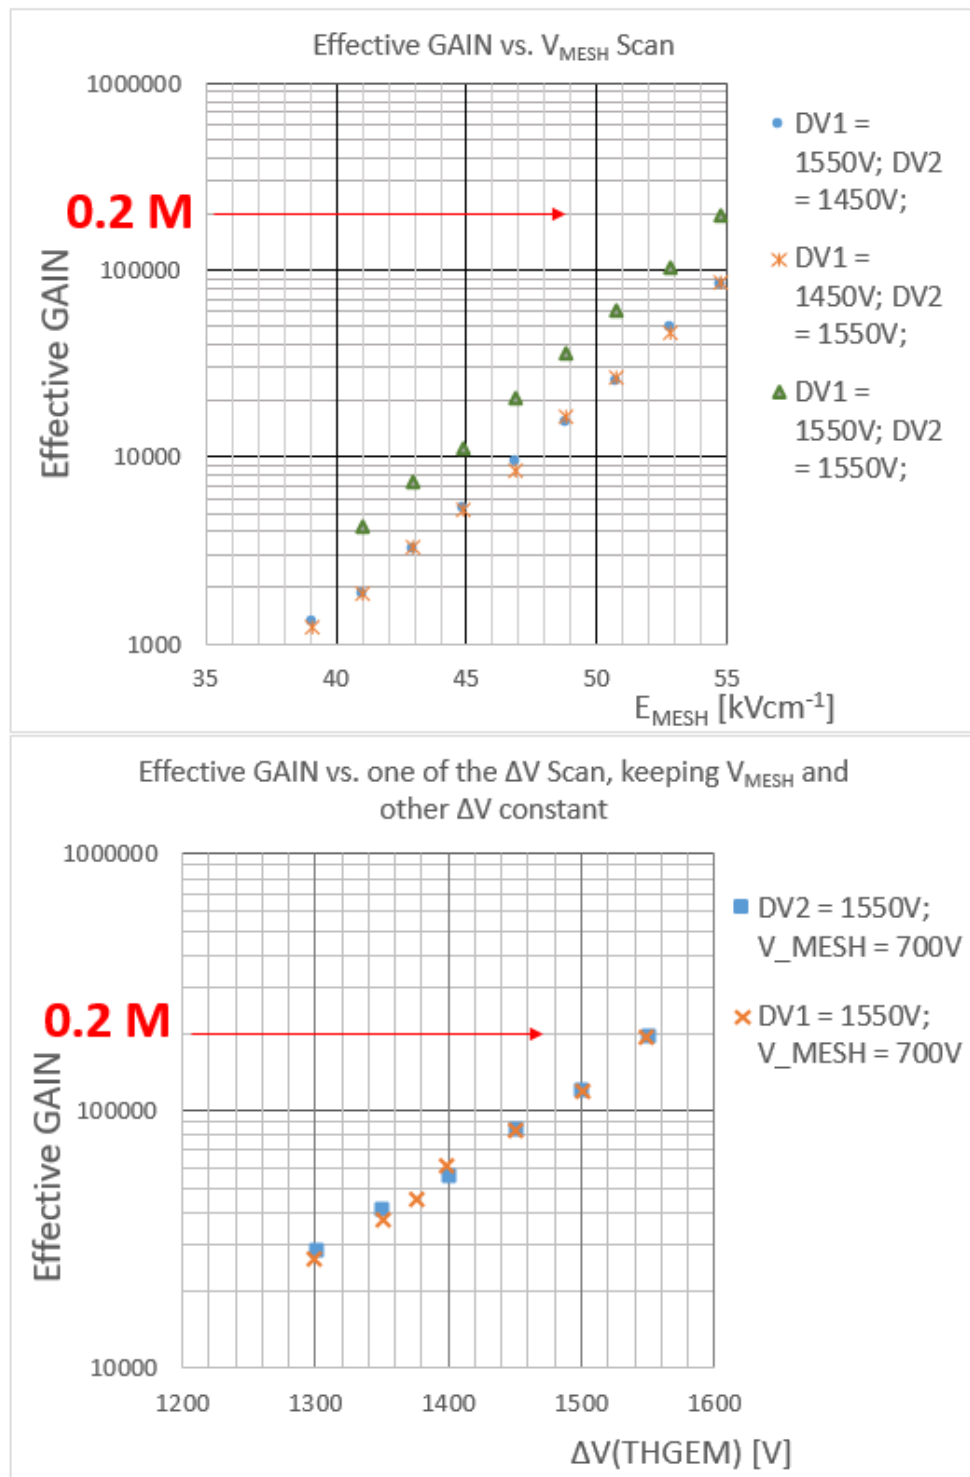 Effective GAIN vs. V_MESH Scan
1000000
0.2 M
100000
10000
1000
Effective GAIN
35 40 45 50 55
E_MESH [kVcm⁻¹]
DV1 =
1550V; DV2
= 1450V;
DV1 =
1450V; DV2
= 1550V;
DV1 =
1550V; DV2
= 1550V;
Effective GAIN vs. one of the ΔV Scan, keeping V_MESH and
other ΔV constant
1000000
0.2 M
100000
10000
Effective GAIN
1200 1300 1400 1500 1600
ΔV(THGEM) [V]
DV2 = 1550V;
V_MESH = 700V
DV1 = 1550V;
V_MESH = 700V